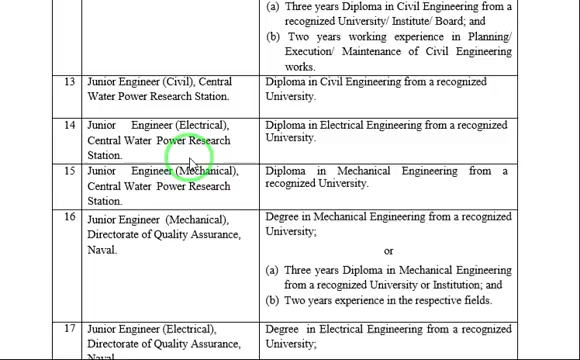 (a) Three years Diploma in Civil Engineering from a
recognized University/ Institute/ Board; and
(b) Two years working experience in Planning/
Execution/ Maintenance of Civil Engineering
works.
13 Junior Engineer (Civil), Central
Water Power Research Station.
Diploma in Civil Engineering from a recognized
University.
14 Junior Engineer (Electrical),
Central Water Power Research
Station.
Diploma in Electrical Engineering from a recognized
University.
15 Junior Engineer (Mechanical),
Central Water Power Research
Station.
Diploma in Mechanical Engineering from a
recognized University.
16 Junior Engineer (Mechanical),
Directorate of Quality Assurance,
Naval.
Degree in Mechanical Engineering from a recognized
University;
or
(a) Three years Diploma in Mechanical Engineering
from a recognized University or Institution; and
(b) Two years experience in the respective fields.
17 Junior Engineer (Electrical),
Directorate of Quality Assurance,
Naval.
Degree in Electrical Engineering from a recognized
University;